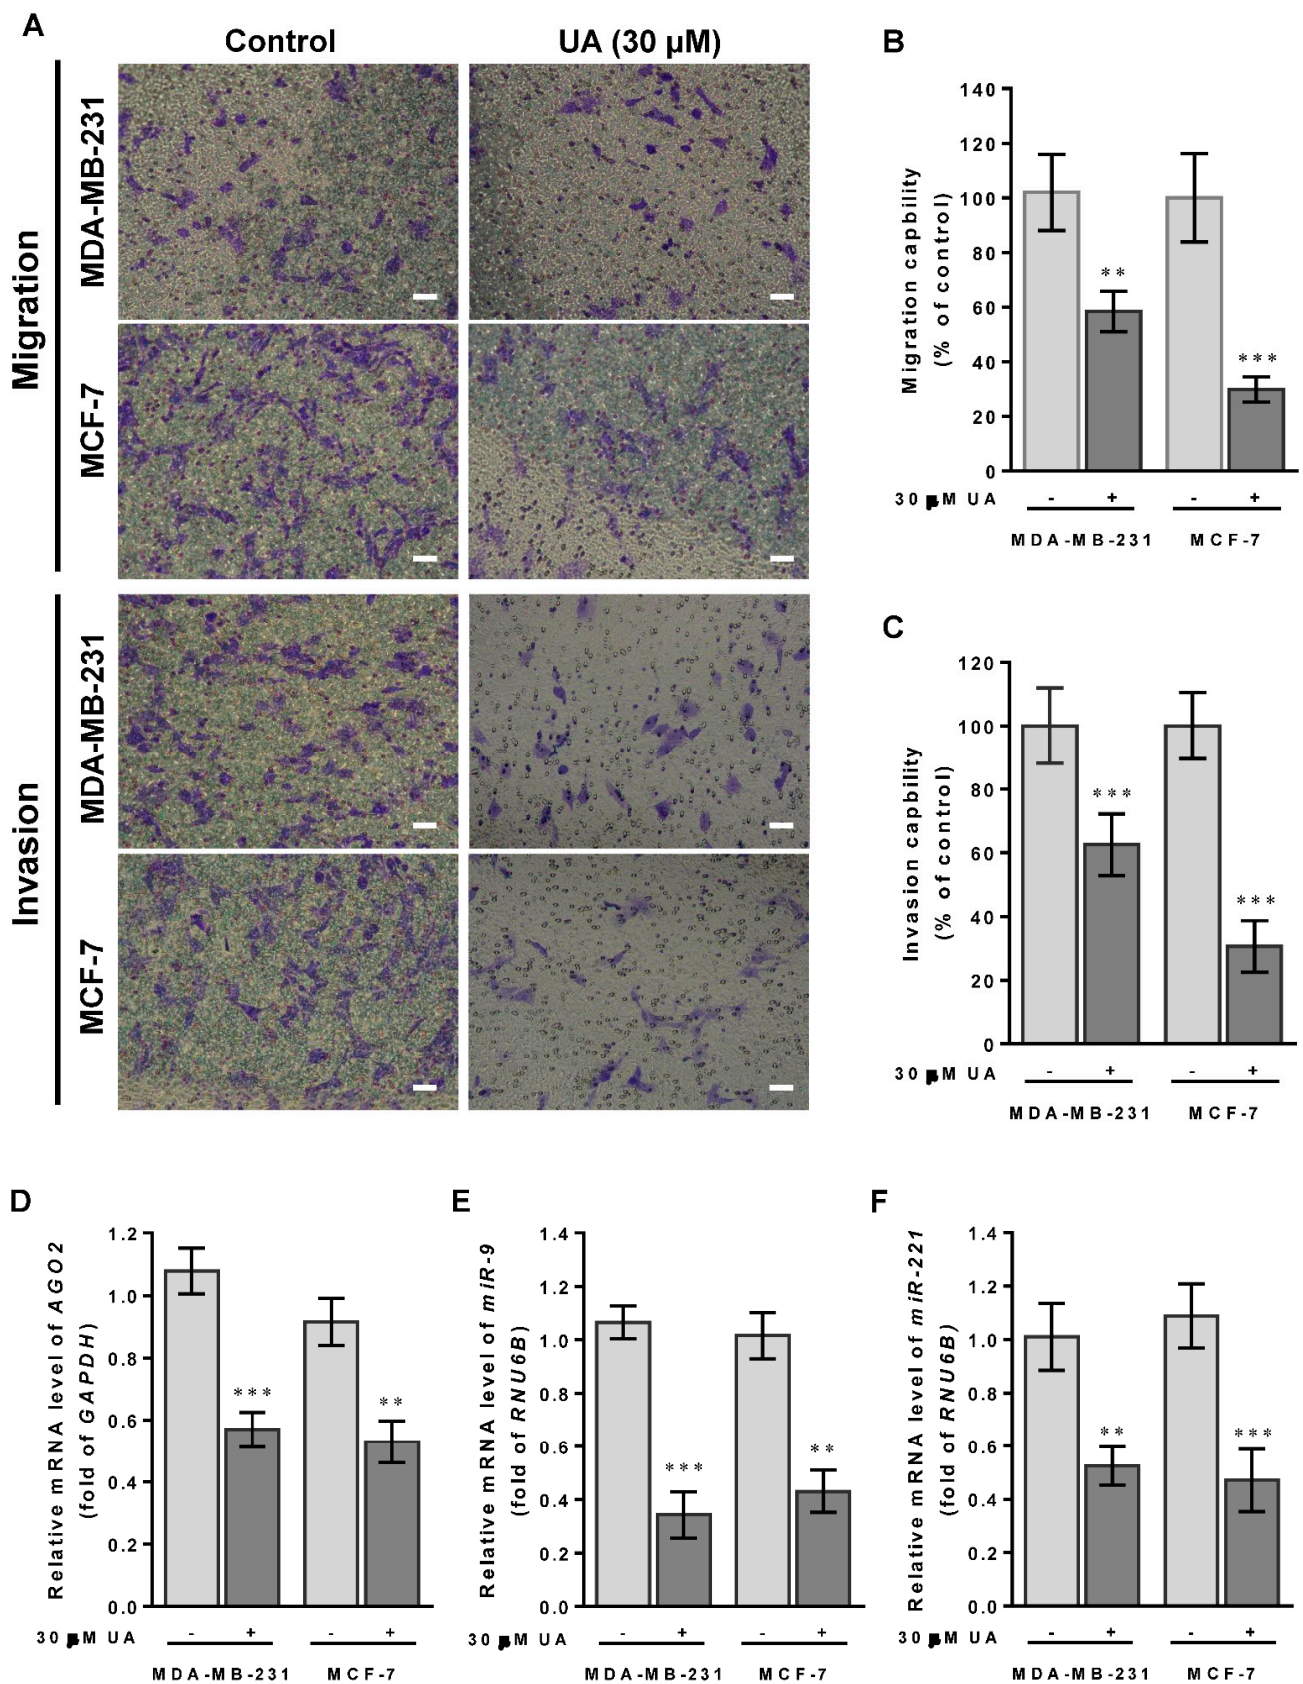 A
Control
UA (30 µM)
Migration
MDA-MB-231
MCF-7
Invasion
MDA-MB-231
MCF-7
B
Migration capbility
(% of control)
140
120
100
80
60
40
20
0
**
***
30 µM UA
- + - +
MDA-MB-231 MCF-7
C
Invasion capbility
(% of control)
120
100
80
60
40
20
0
***
***
30 µM UA
- + - +
MDA-MB-231 MCF-7
D
Relative mRNA level of AGO2
(fold of GAPDH)
1.2
1.0
0.8
0.6
0.4
0.2
0.0
***
**
30 µM UA
- + - +
MDA-MB-231 MCF-7
E
Relative mRNA level of miR-9
(fold of RNU6B)
1.4
1.2
1.0
0.8
0.6
0.4
0.2
0.0
***
**
30 µM UA
- + - +
MDA-MB-231 MCF-7
F
Relative mRNA level of miR-221
(fold of RNU6B)
1.4
1.2
1.0
0.8
0.6
0.4
0.2
0.0
**
***
30 µM UA
- + - +
MDA-MB-231 MCF-7